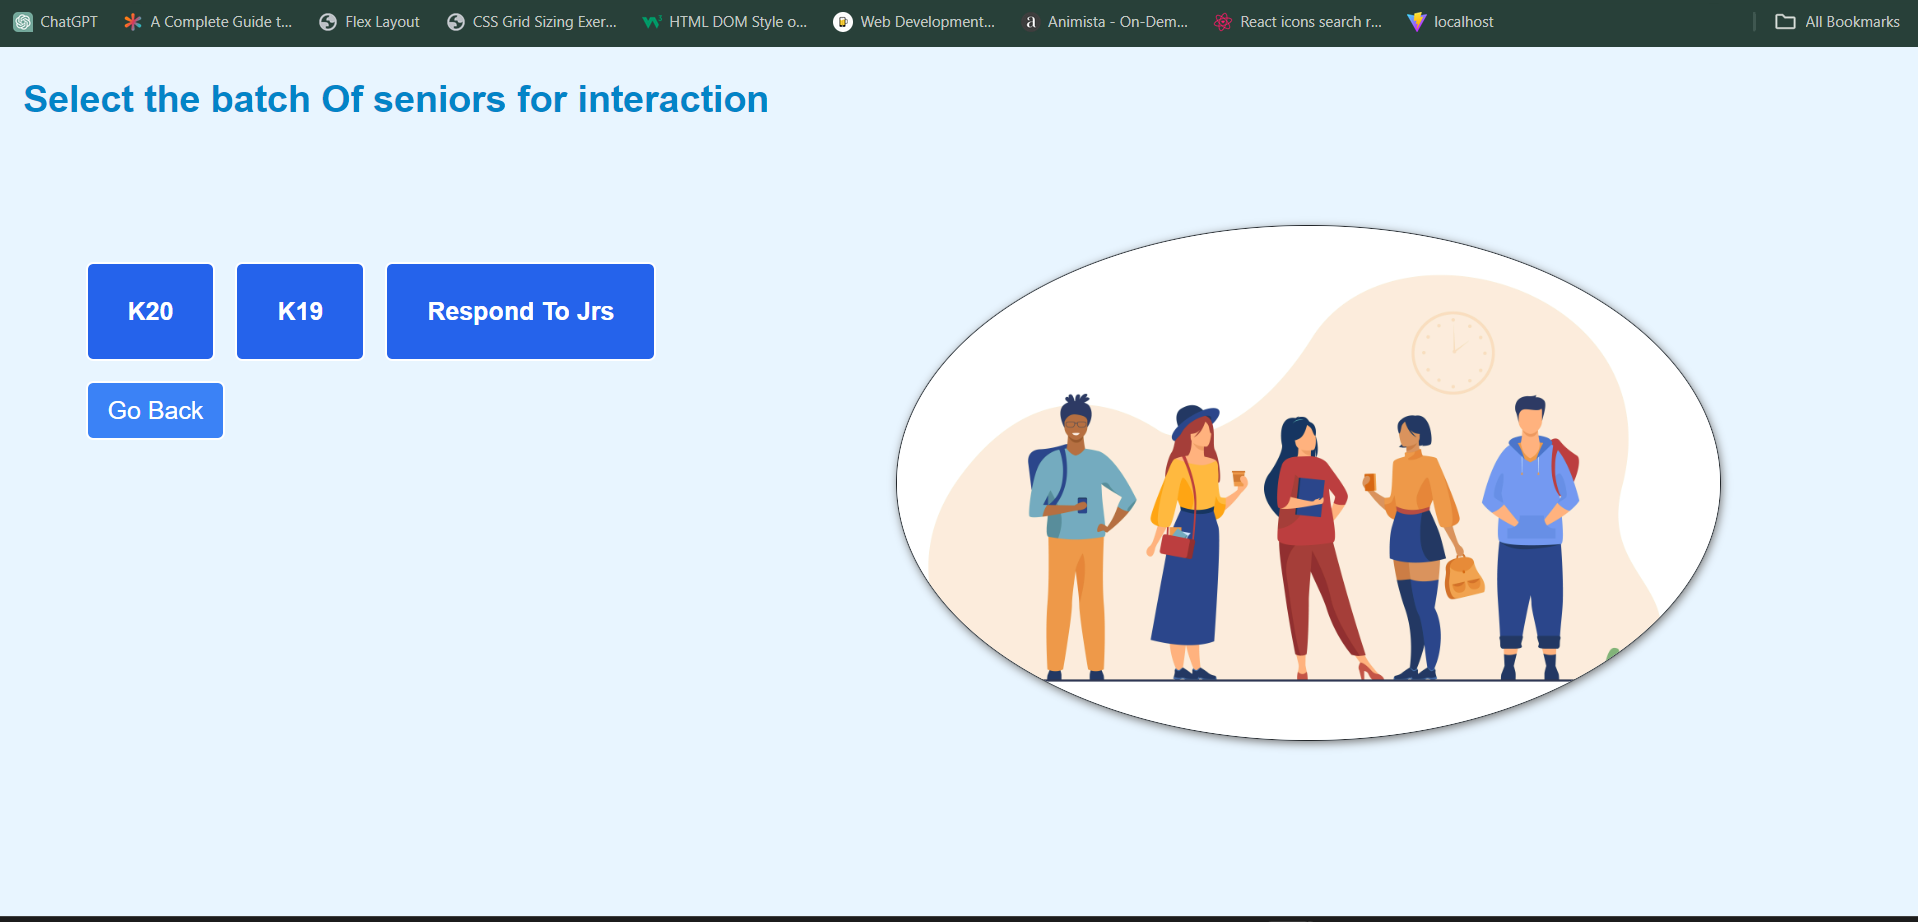 ChatGPT A Complete Guide t... Flex Layout CSS Grid Sizing Exer... HTML DOM Style o... Web Development... Animista - On-Dem... React icons search r... localhost All Bookmarks
Select the batch Of seniors for interaction
K20 K19 Respond To Jrs
Go Back